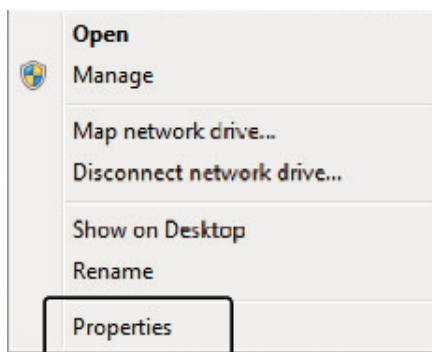 Open
Manage
Map network drive...
Disconnect network drive...
Show on Desktop
Rename
Properties